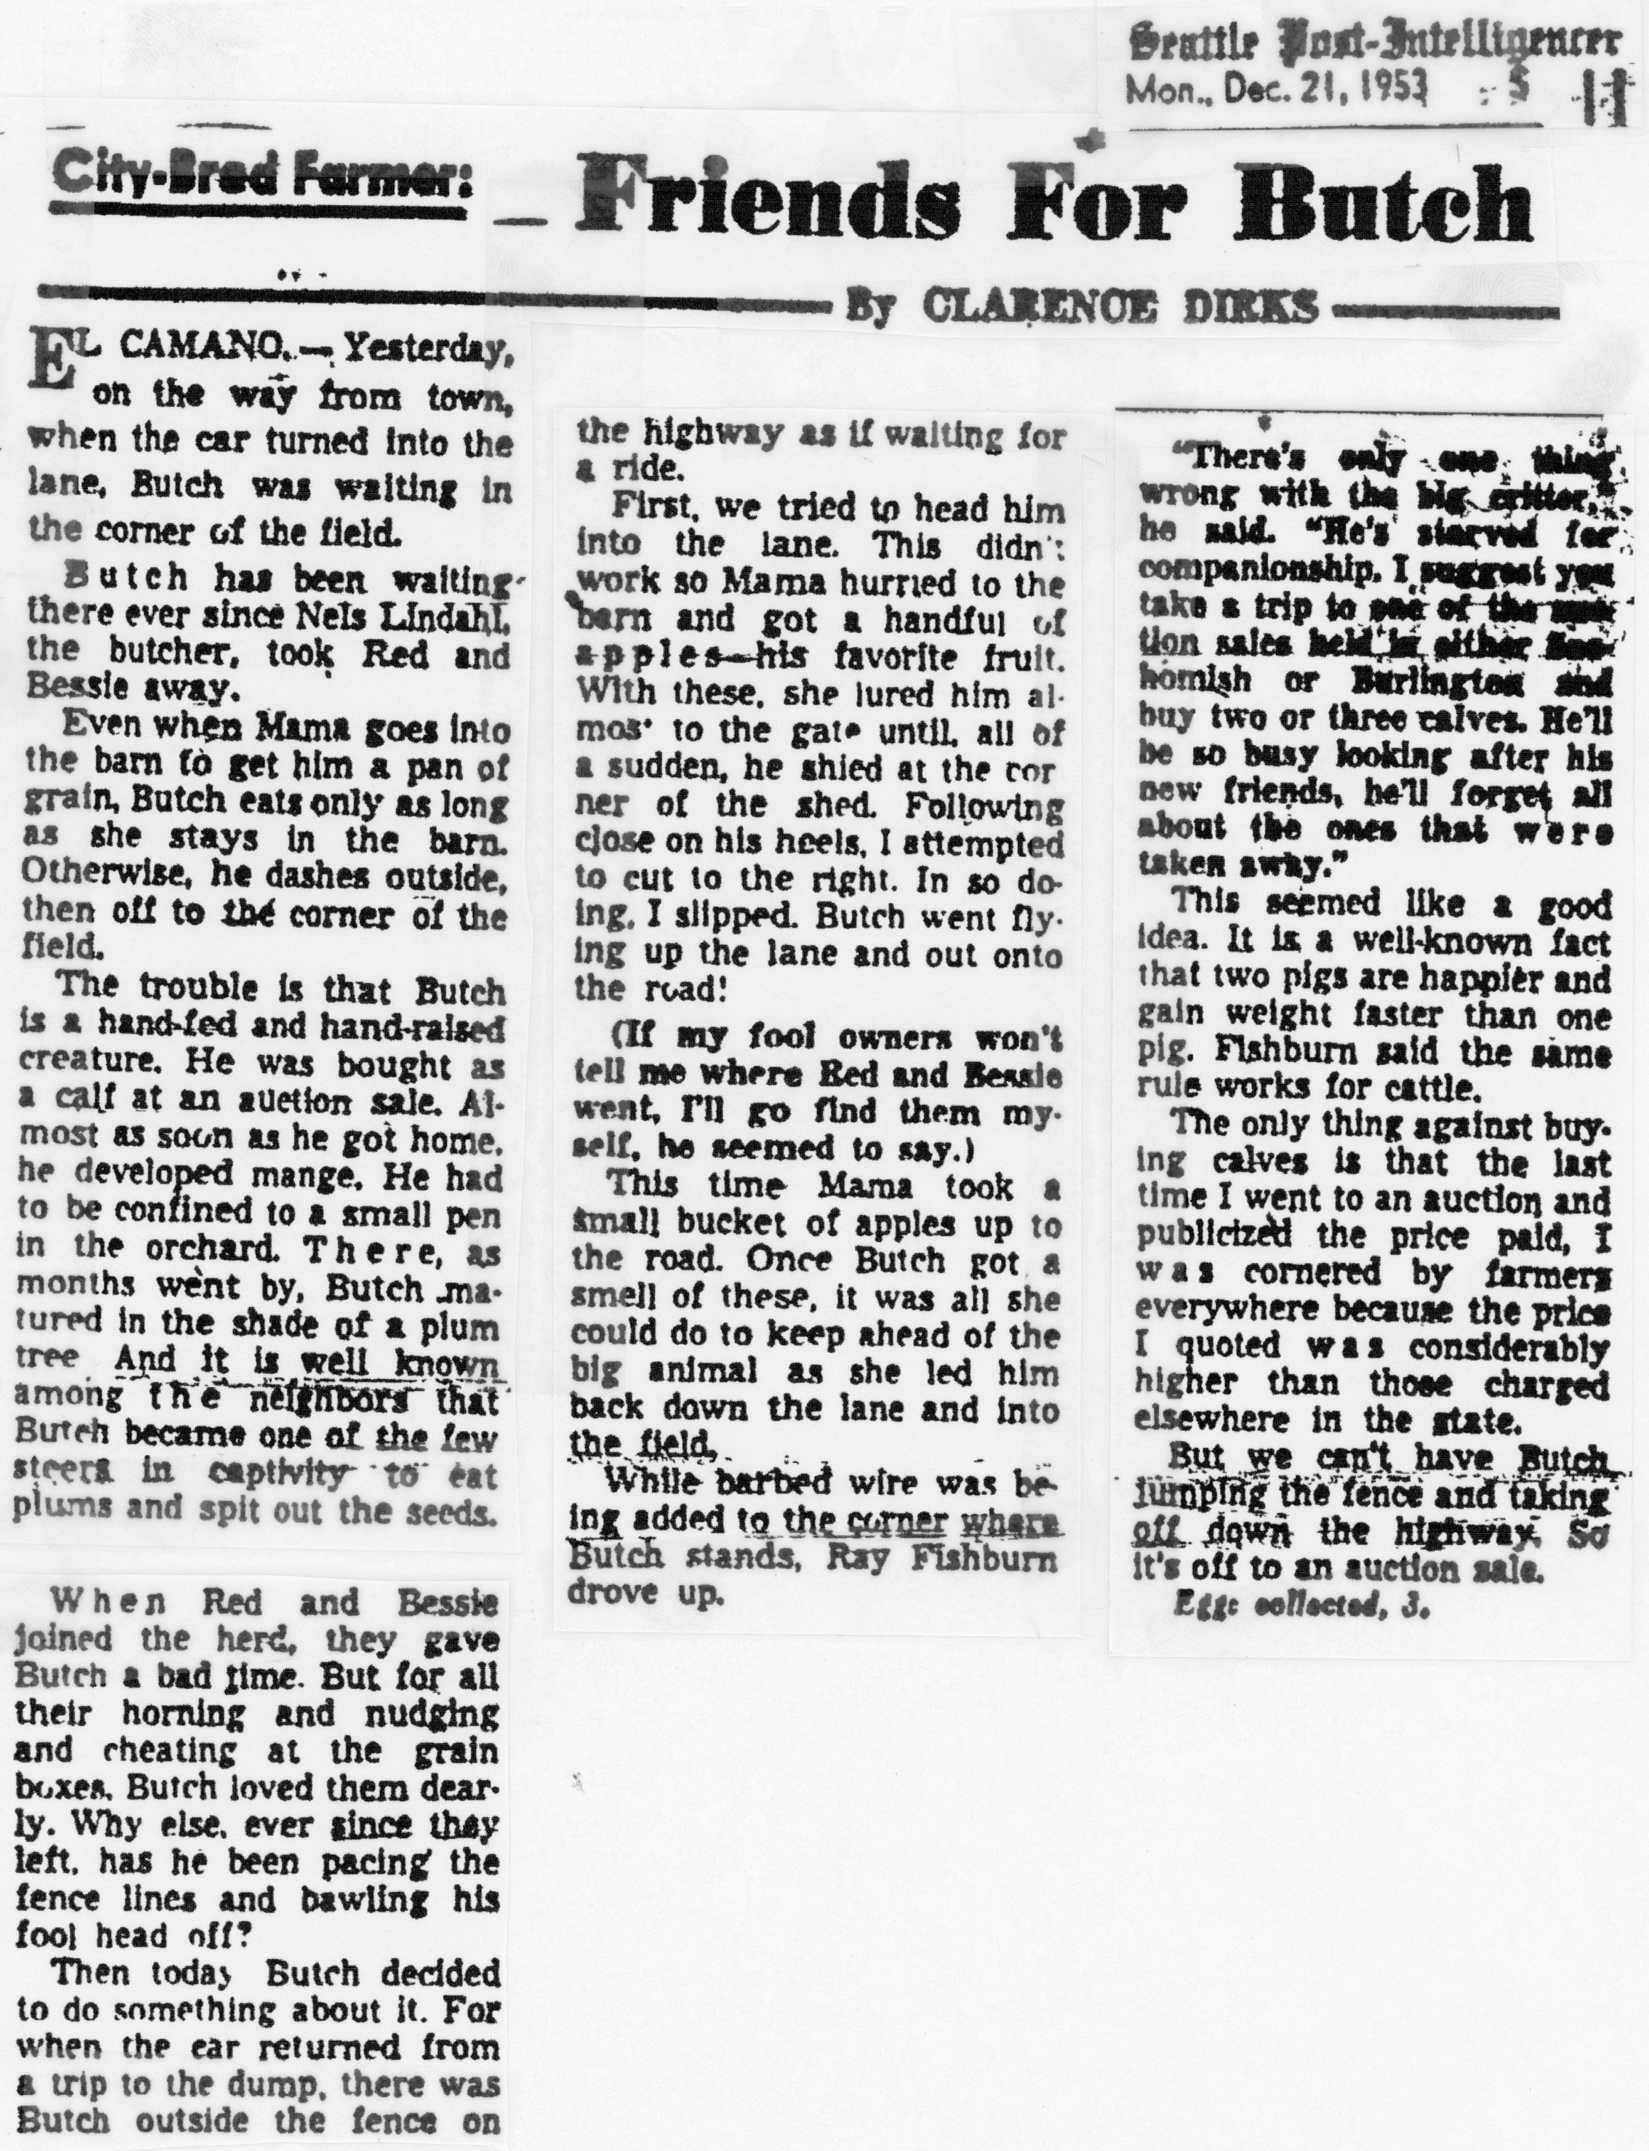 Seattle Post-Intelligencer
Mon., Dec. 21, 1953 S 11
City-Bred Farmer:
— Friends For Butch
By CLARENCE DIRKS
EL CAMANO.— Yesterday,
on the way from town,
when the car turned into the
lane, Butch was waiting in
the corner of the field.
Butch has been waiting
there ever since Nels Lindahl,
the butcher, took Red and
Bessie away.
Even when Mama goes into
the barn to get him a pan of
grain, Butch eats only as long
as she stays in the barn.
Otherwise, he dashes outside,
then off to the corner of the
field.
The trouble is that Butch
is a hand-fed and hand-raised
creature. He was bought as
a calf at an auction sale. Al-
most as soon as he got home,
he developed mange. He had
to be confined to a small pen
in the orchard. There, as
months went by, Butch ma-
tured in the shade of a plum
tree And it is well known
among the neighbors that
Butch became one of the few
steers in captivity to eat
plums and spit out the seeds.
When Red and Bessie
joined the herd, they gave
Butch a bad time. But for all
their horning and nudging
and cheating at the grain
boxes, Butch loved them dear-
ly. Why else, ever since they
left, has he been pacing the
fence lines and bawling his
fool head off?
Then today Butch decided
to do something about it. For
when the car returned from
a trip to the dump, there was
Butch outside the fence on
the highway as if waiting for
a ride.
First, we tried to head him
into the lane. This didn't
work so Mama hurried to the
barn and got a handful of
apples—his favorite fruit.
With these, she lured him al-
most to the gate until, all of
a sudden, he shied at the cor
ner of the shed. Following
close on his heels, I attempted
to cut to the right. In so do-
ing, I slipped. Butch went fly-
ing up the lane and out onto
the road!
(If my fool owners won't
tell me where Red and Bessie
went, I'll go find them my-
self, he seemed to say.)
This time Mama took a
small bucket of apples up to
the road. Once Butch got a
smell of these, it was all she
could do to keep ahead of the
big animal as she led him
back down the lane and into
the field.
While barbed wire was be-
ing added to the corner where
Butch stands, Ray Fishburn
drove up.
"There's only one thing
wrong with the big critter,"
he said. "He's starved for
companionship. I suggest you
take a trip to one of the auc-
tion sales held in either Sno-
homish or Burlington and
buy two or three calves. He'll
be so busy looking after his
new friends, he'll forget all
about the ones that were
taken away."
This seemed like a good
idea. It is a well-known fact
that two pigs are happier and
gain weight faster than one
pig. Fishburn said the same
rule works for cattle.
The only thing against buy-
ing calves is that the last
time I went to an auction and
publicized the price paid, I
was cornered by farmers
everywhere because the price
I quoted was considerably
higher than those charged
elsewhere in the state.
But we can't have Butch
jumping the fence and taking
off down the highway. So
it's off to an auction sale.
Eggs collected, 3.